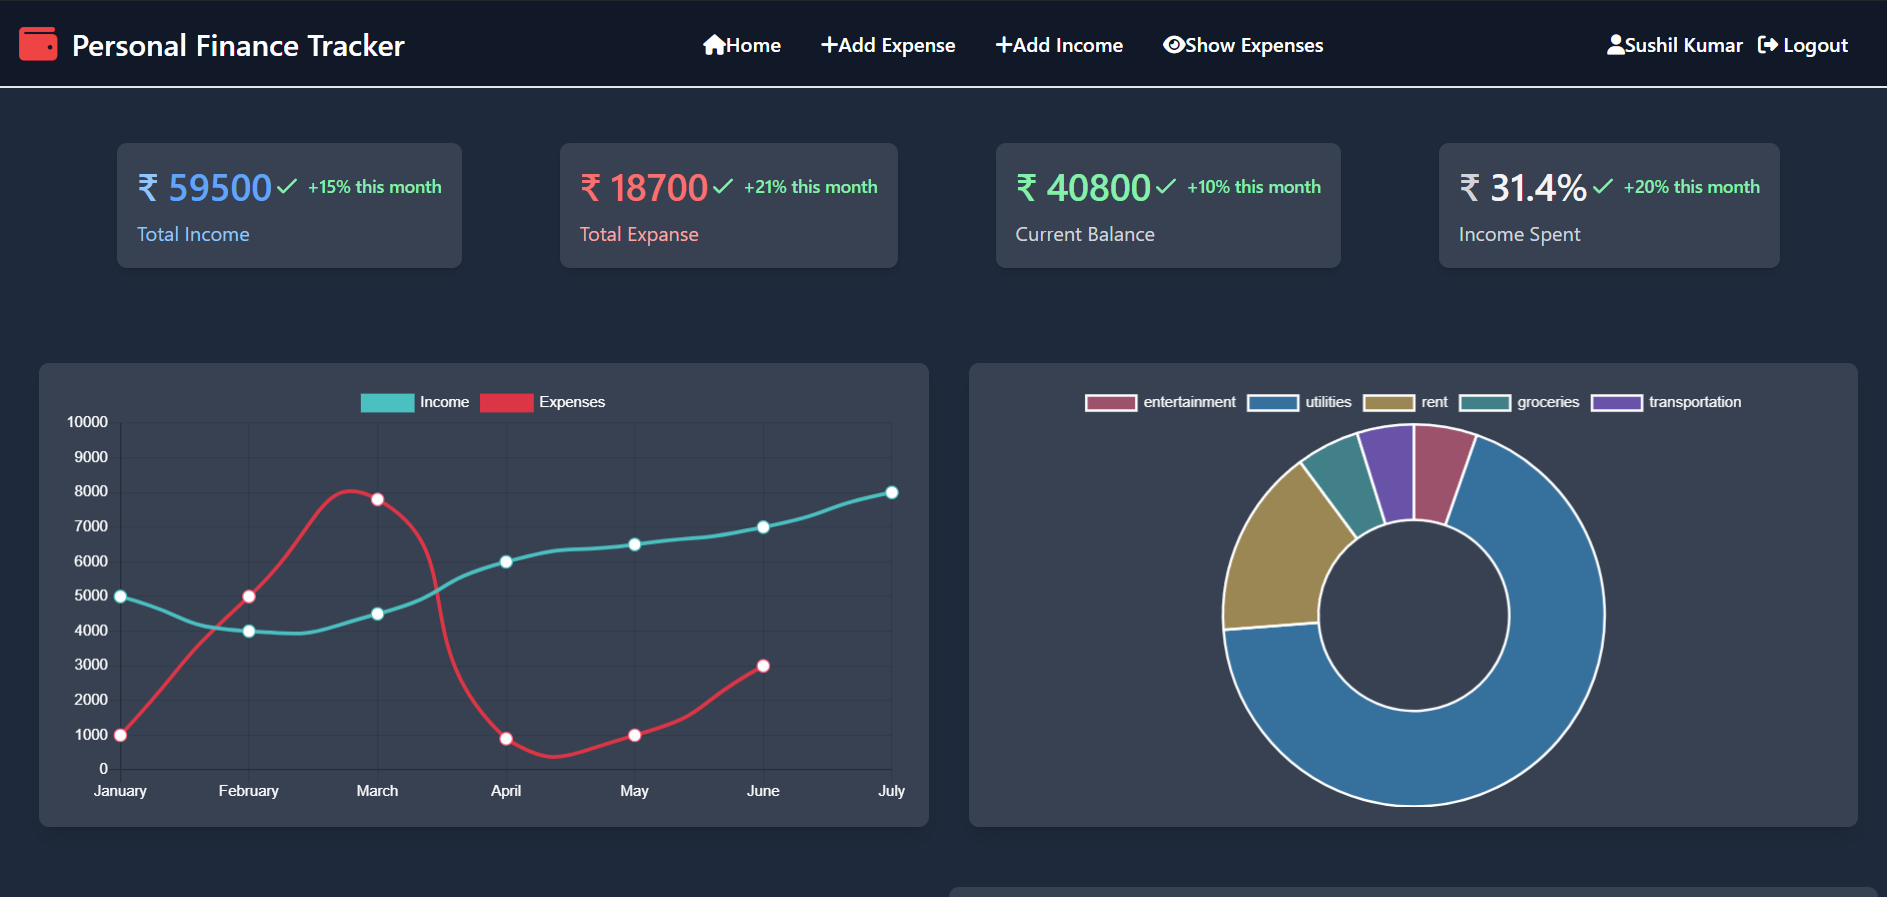 Personal Finance Tracker
Home
Add Expense
Add Income
Show Expenses
Sushil Kumar
Logout
₹ 59500 +15% this month
Total Income
₹ 18700 +21% this month
Total Expanse
₹ 40800 +10% this month
Current Balance
₹ 31.4% +20% this month
Income Spent
Income Expenses
10000
9000
8000
7000
6000
5000
4000
3000
2000
1000
0
January February March April May June July
entertainment utilities rent groceries transportation